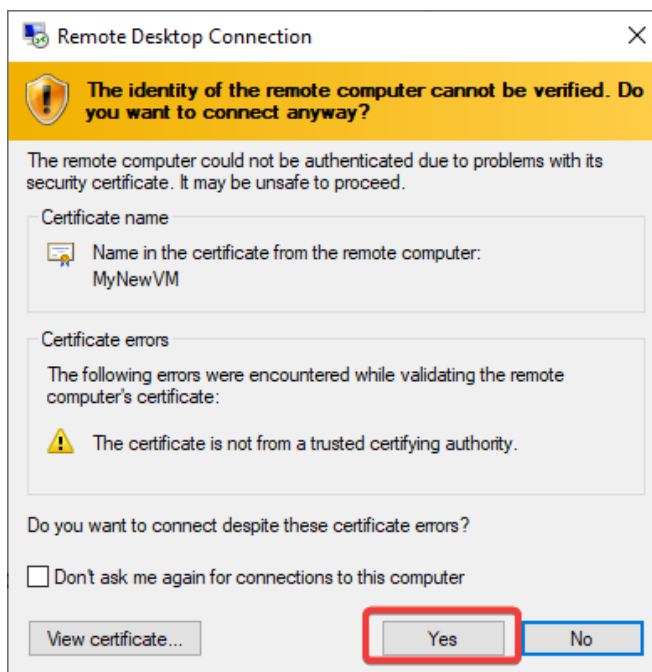 Remote Desktop Connection
The identity of the remote computer cannot be verified. Do
you want to connect anyway?
The remote computer could not be authenticated due to problems with its
security certificate. It may be unsafe to proceed.
Certificate name
Name in the certificate from the remote computer:
MyNewVM
Certificate errors
The following errors were encountered while validating the remote
computer's certificate:
The certificate is not from a trusted certifying authority.
Do you want to connect despite these certificate errors?
Don't ask me again for connections to this computer
View certificate...
Yes
No